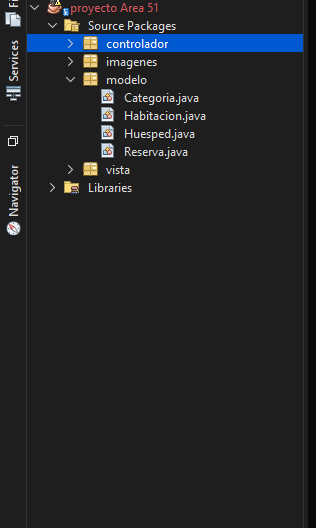 proyecto Area 51
Source Packages
controlador
imagenes
modelo
Categoria.java
Habitacion.java
Huesped.java
Reserva.java
vista
Libraries
Services
Navigator